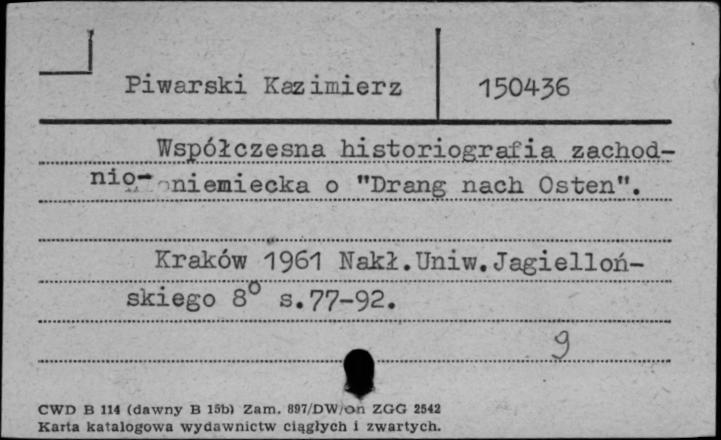 Piwarski Kazimierz 150436
Współczesna historiografia zachod-
nio-niemiecka o "Drang nach Osten".
Kraków 1961 Nakł.Uniw.Jagielloń-
skiego 8° s.77-92.
9
CWD B 114 (dawny B 15b) Zam. 897/DW/on ZGG 2542
Karta katalogowa wydawnictw ciągłych i zwartych.